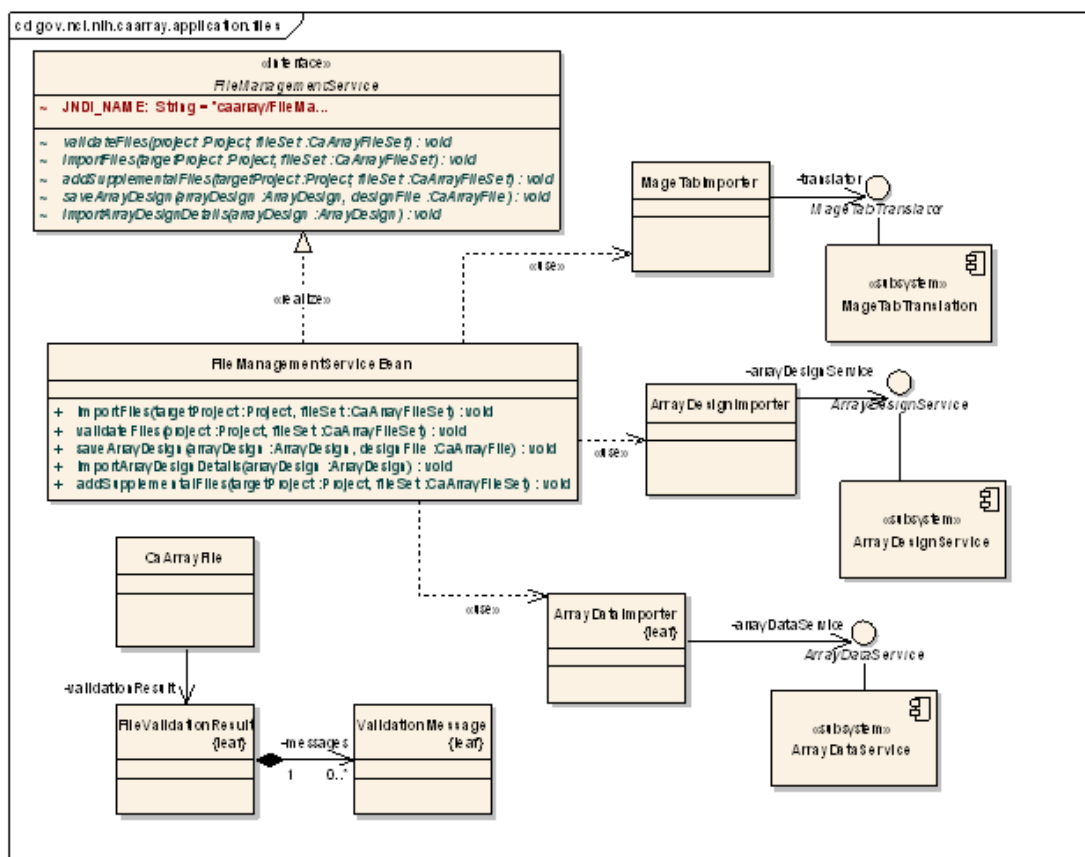 cd gov.nci.nih.caarray.application.files
«interface»
FileManagementService
~ JNDI_NAME: String = "caarray/FileMa...
~ validateFiles(project :Project, fileSet :CaArrayFileSet) : void
~ importFiles(targetProject :Project, fileSet :CaArrayFileSet) : void
~ addSupplementalFiles(targetProject :Project, fileSet :CaArrayFileSet) : void
~ saveArrayDesign(arrayDesign :ArrayDesign, designFile :CaArrayFile) : void
~ importArrayDesignDetails(arrayDesign :ArrayDesign) : void
MageTabImporter
-translator
MageTabTranslator
«use»
«subsystem»
MageTabTranslation
«realize»
FileManagementServiceBean
+ importFiles(targetProject :Project, fileSet :CaArrayFileSet) : void
+ validateFiles(project :Project, fileSet :CaArrayFileSet) : void
+ saveArrayDesign(arrayDesign :ArrayDesign, designFile :CaArrayFile) : void
+ importArrayDesignDetails(arrayDesign :ArrayDesign) : void
+ addSupplementalFiles(targetProject :Project, fileSet :CaArrayFileSet) : void
-arrayDesignService
ArrayDesignImporter
ArrayDesignService
«use»
«subsystem»
ArrayDesignService
CaArrayFile
«use»
ArrayDataImporter
{leaf}
-arrayDataService
ArrayDataService
-validationResult
FileValidationResult
{leaf}
-messages
1 0..*
ValidationMessage
{leaf}
«subsystem»
ArrayDataService